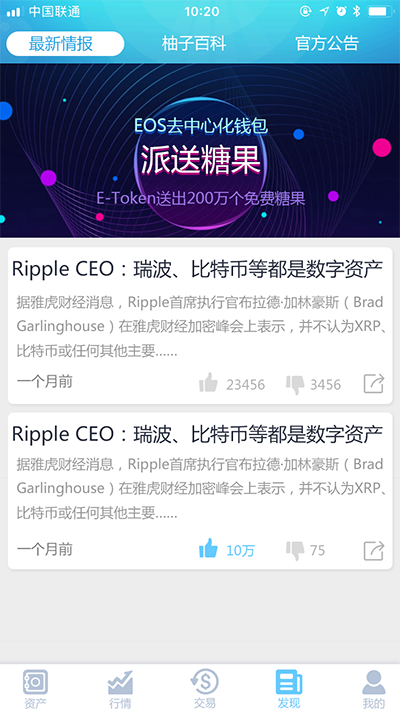 中国联通 10:20
最新情报 柚子百科 官方公告
EOS去中心化钱包
派送糖果
E-Token送出200万个免费糖果
Ripple CEO：瑞波、比特币等都是数字资产
据雅虎财经消息，Ripple首席执行官布拉德·加林豪斯（Brad
Garlinghouse）在雅虎财经加密峰会上表示，并不认为XRP、
比特币或任何其他主要......
一个月前 23456 3456
Ripple CEO：瑞波、比特币等都是数字资产
据雅虎财经消息，Ripple首席执行官布拉德·加林豪斯（Brad
Garlinghouse）在雅虎财经加密峰会上表示，并不认为XRP、
比特币或任何其他主要......
一个月前 10万 75
资产 行情 交易 发现 我的